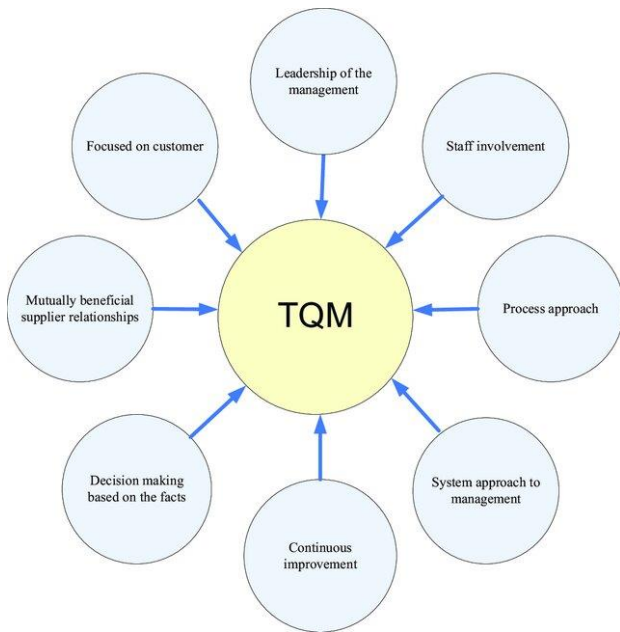 Leadership of the
management
Focused on customer
Staff involvement
Mutually beneficial
supplier relationships
TQM
Process approach
Decision making
based on the facts
System approach to
management
Continuous
improvement